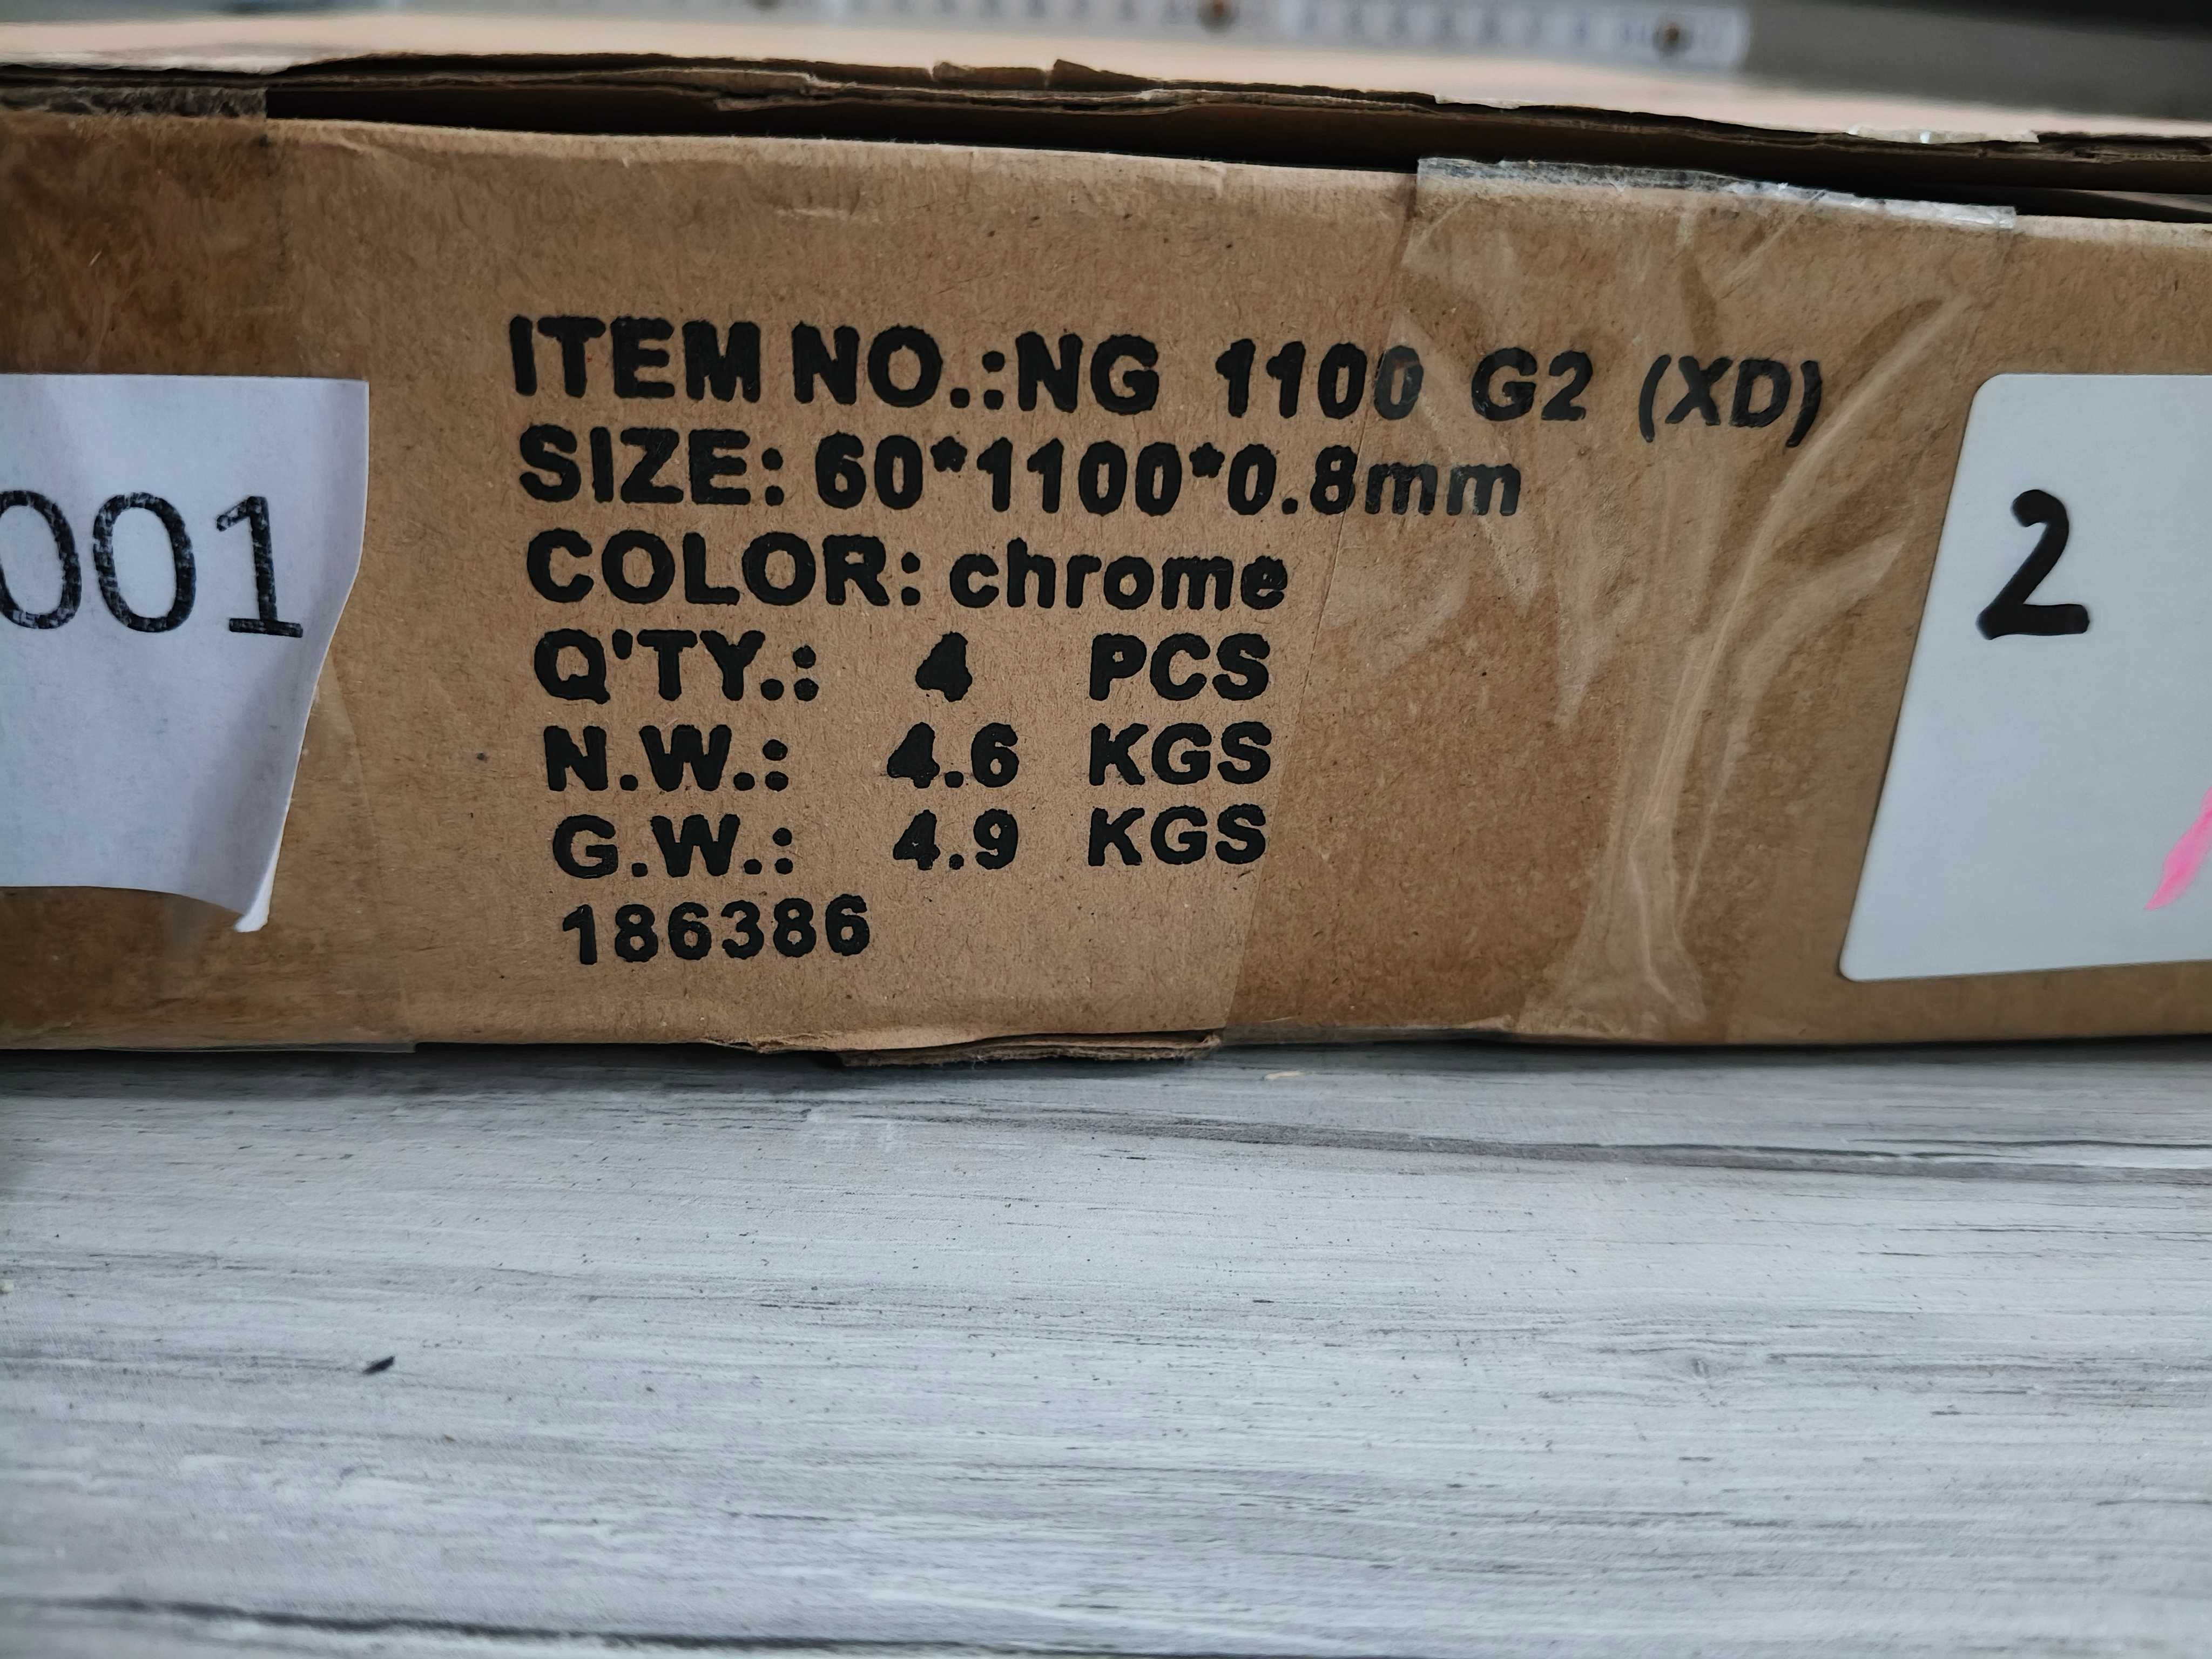 ITEM NO.:NG 1100 G2 (XD)
SIZE: 60*1100*0.8mm
COLOR: chrome
Q'TY.: 4 PCS
N.W.: 4.6 KGS
G.W.: 4.9 KGS
186386
001
2